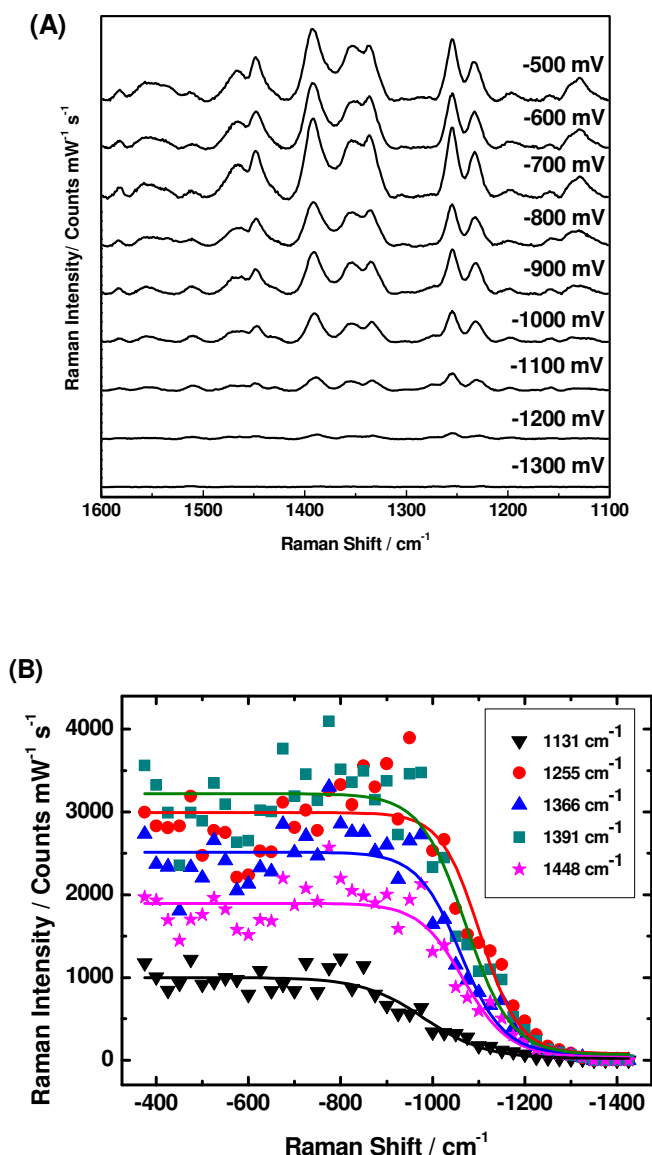 (A)
-500 mV
-600 mV
-700 mV
-800 mV
-900 mV
-1000 mV
-1100 mV
-1200 mV
-1300 mV
Raman Intensity/ Counts mW⁻¹ s⁻¹
1600 1500 1400 1300 1200 1100
Raman Shift / cm⁻¹
(B)
4000
3000
2000
1000
0
Raman Intensity / Counts mW⁻¹ s⁻¹
1131 cm⁻¹
1255 cm⁻¹
1366 cm⁻¹
1391 cm⁻¹
1448 cm⁻¹
-400 -600 -800 -1000 -1200 -1400
Raman Shift / cm⁻¹